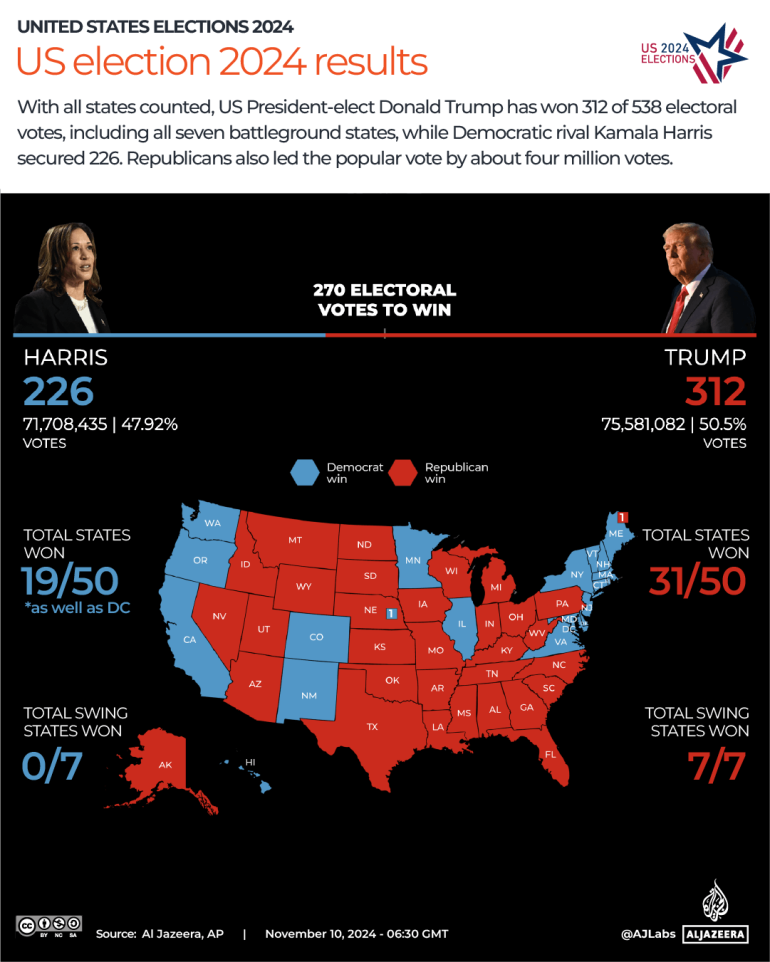 UNITED STATES ELECTIONS 2024
US election 2024 results
US 2024
ELECTIONS
With all states counted, US President-elect Donald Trump has won 312 of 538 electoral
votes, including all seven battleground states, while Democratic rival Kamala Harris
secured 226. Republicans also led the popular vote by about four million votes.
270 ELECTORAL
VOTES TO WIN
HARRIS
226
71,708,435 | 47.92%
VOTES
TRUMP
312
75,581,082 | 50.5%
VOTES
Democrat
win
Republican
win
TOTAL STATES
WON
19/50
*as well as DC
TOTAL STATES
WON
31/50
TOTAL SWING
STATES WON
0/7
TOTAL SWING
STATES WON
7/7
WA
OR
CA
NV
ID
MT
WY
UT
AZ
CO
NM
ND
SD
NE
1
KS
OK
TX
MN
IA
MO
AR
LA
WI
IL
MI
IN
OH
KY
TN
MS
AL
GA
FL
SC
NC
VA
WV
PA
NY
VT
NH
MA
CT
NJ
MD
DE
ME
1
AK
HI
BY NC SA
Source: Al Jazeera, AP | November 10, 2024 - 06:30 GMT
@AJLabs
ALJAZEERA